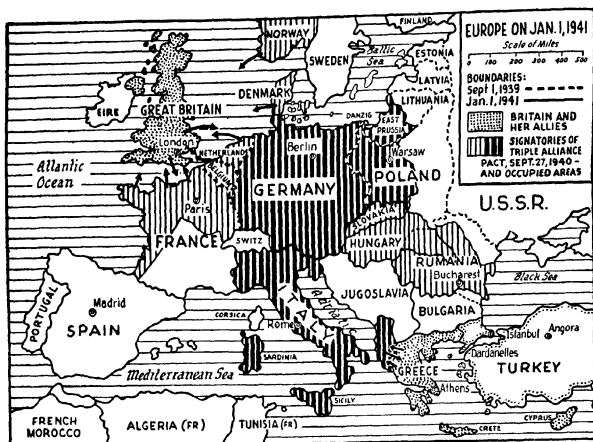 EUROPE ON JAN. 1, 1941
Scale of Miles
0 100 200 300 400 500
BOUNDARIES:
Sept 1, 1939
Jan. 1, 1941
BRITAIN AND
HER ALLIES
SIGNATORIES OF
TRIPLE ALLIANCE
PACT, SEPT. 27, 1940 -
AND OCCUPIED AREAS
NORWAY
SWEDEN
FINLAND
Baltic
Sea
ESTONIA
LATVIA
LITHUANIA
DENMARK
EIRE
GREAT BRITAIN
London
NETHERLANDS
BELGIUM
DANZIG
EAST
PRUSSIA
Berlin
Warsaw
Atlantic
Ocean
GERMANY
POLAND
U.S.S.R.
Paris
FRANCE
SWITZ
SLOVAKIA
HUNGARY
RUMANIA
Bucharest
Black Sea
PORTUGAL
Madrid
SPAIN
CORSICA
ITALY
Rome
Adriatic
JUGOSLAVIA
BULGARIA
Istanbul
Angora
Dardanelles
TURKEY
SARDINIA
Mediterranean Sea
GREECE
Athens
SICILY
CRETE
CYPRUS
FRENCH
MOROCCO
ALGERIA (FR)
TUNISIA (FR)